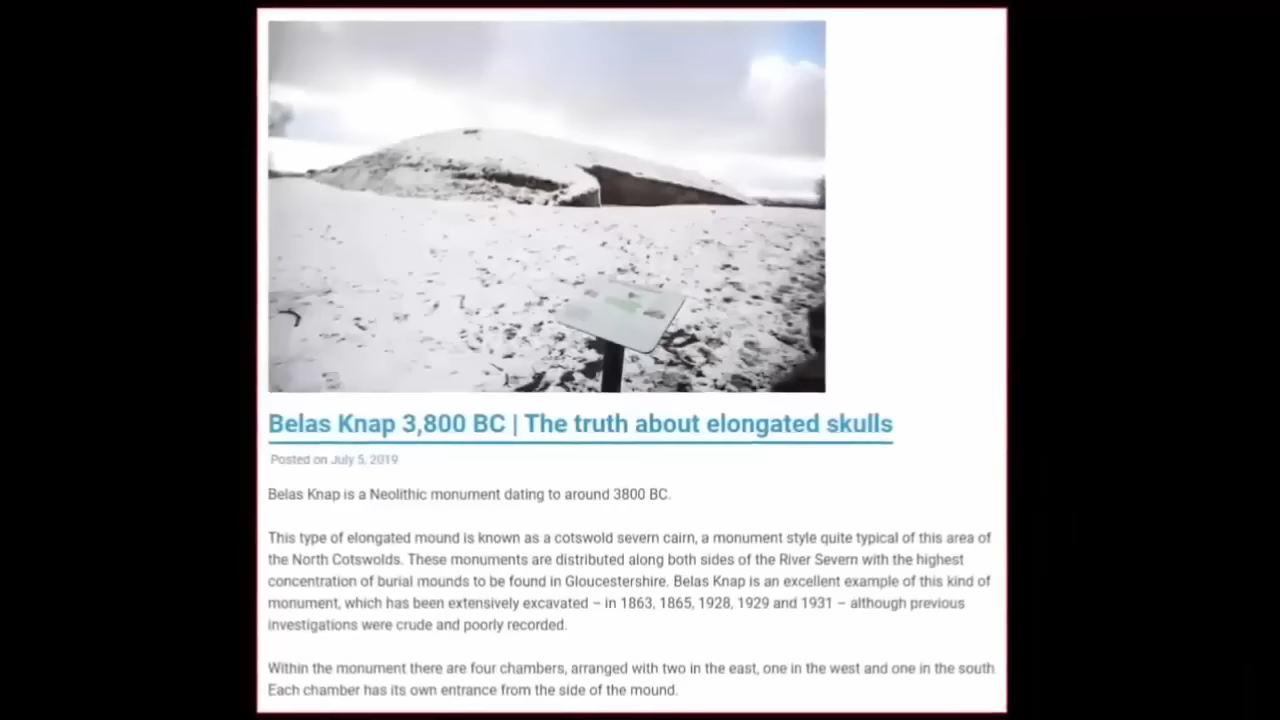 Belas Knap 3,800 BC | The truth about elongated skulls
Posted on July 5, 2019
Belas Knap is a Neolithic monument dating to around 3800 BC.
This type of elongated mound is known as a cotswold severn cairn, a monument style quite typical of this area of
the North Cotswolds. These monuments are distributed along both sides of the River Severn with the highest
concentration of burial mounds to be found in Gloucestershire. Belas Knap is an excellent example of this kind of
monument, which has been extensively excavated – in 1863, 1865, 1928, 1929 and 1931 – although previous
investigations were crude and poorly recorded.
Within the monument there are four chambers, arranged with two in the east, one in the west and one in the south
Each chamber has its own entrance from the side of the mound.